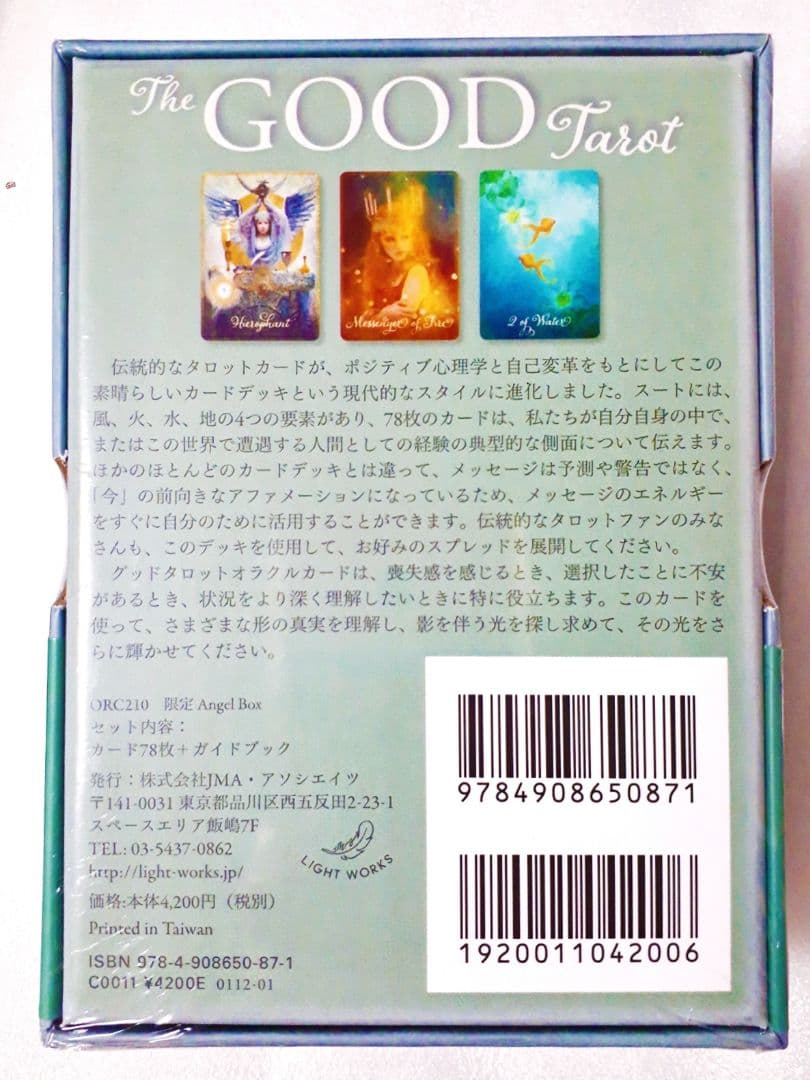 The GOOD Tarot
Hierophant
Messenger of Fire
2 of Water
伝統的なタロットカードが、ポジティブ心理学と自己変革をもとにしてこの
素晴らしいカードデッキという現代的なスタイルに進化しました。スートには、
風、火、水、地の4つの要素があり、78枚のカードは、私たちが自分自身の中で、
またはこの世界で遭遇する人間としての経験の典型的な側面について伝えます。
ほかのほとんどのカードデッキとは違って、メッセージは予測や警告ではなく、
「今」の前向きなアファメーションになっているため、メッセージのエネルギー
をすぐに自分のために活用することができます。伝統的なタロットファンのみな
さんも、このデッキを使用して、お好みのスプレッドを展開してください。
グッドタロットオラクルカードは、喪失感を感じるとき、選択したことに不安
があるとき、状況をより深く理解したいときに特に役立ちます。このカードを
使って、さまざまな形の真実を理解し、影を伴う光を探し求めて、その光をさ
らに輝かせてください。
ORC210 限定 Angel Box
セット内容：
カード78枚＋ガイドブック
発行：株式会社JMA・アソシエイツ
〒141-0031 東京都品川区西五反田2-23-1
スペースエリア飯嶋7F
TEL: 03-5437-0862
http://light-works.jp/
LIGHT WORKS
価格:本体4,200円（税別）
Printed in Taiwan
ISBN 978-4-908650-87-1
C0011 ¥4200E 0112-01
9784908650871
1920011042006